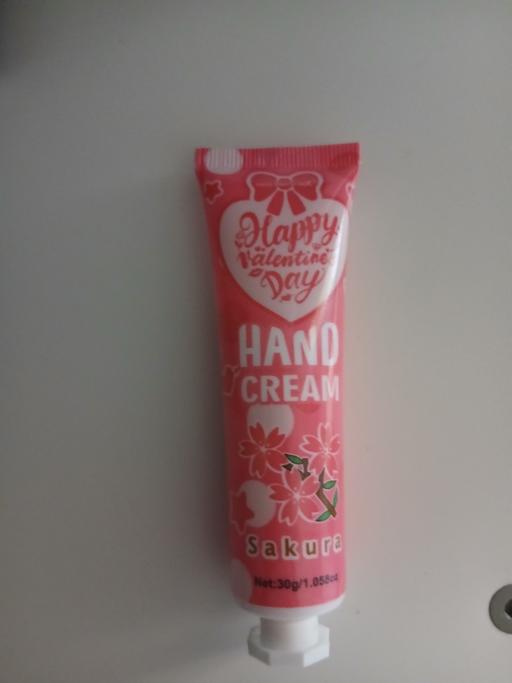 Happy
Valentine
Day
HAND
CREAM
Sakura
Net:30g/1.058oz